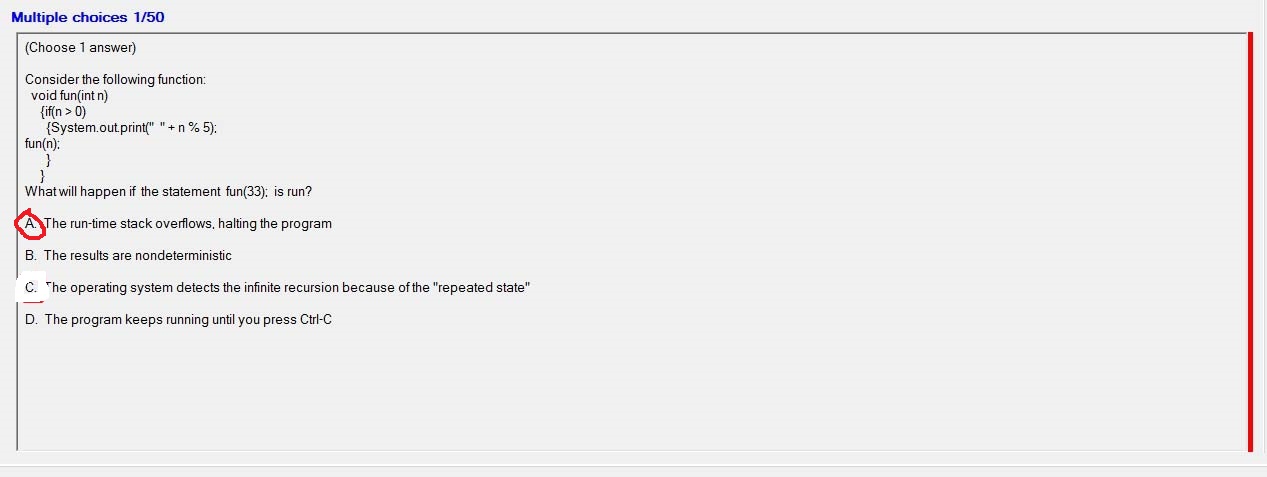 Multiple choices 1/50
(Choose 1 answer)
Consider the following function:
void fun(int n)
{if(n > 0)
{System.out.print(" " + n % 5);
fun(n);
}
}
What will happen if the statement fun(33); is run?
A. The run-time stack overflows, halting the program
B. The results are nondeterministic
C. The operating system detects the infinite recursion because of the "repeated state"
D. The program keeps running until you press Ctrl-C